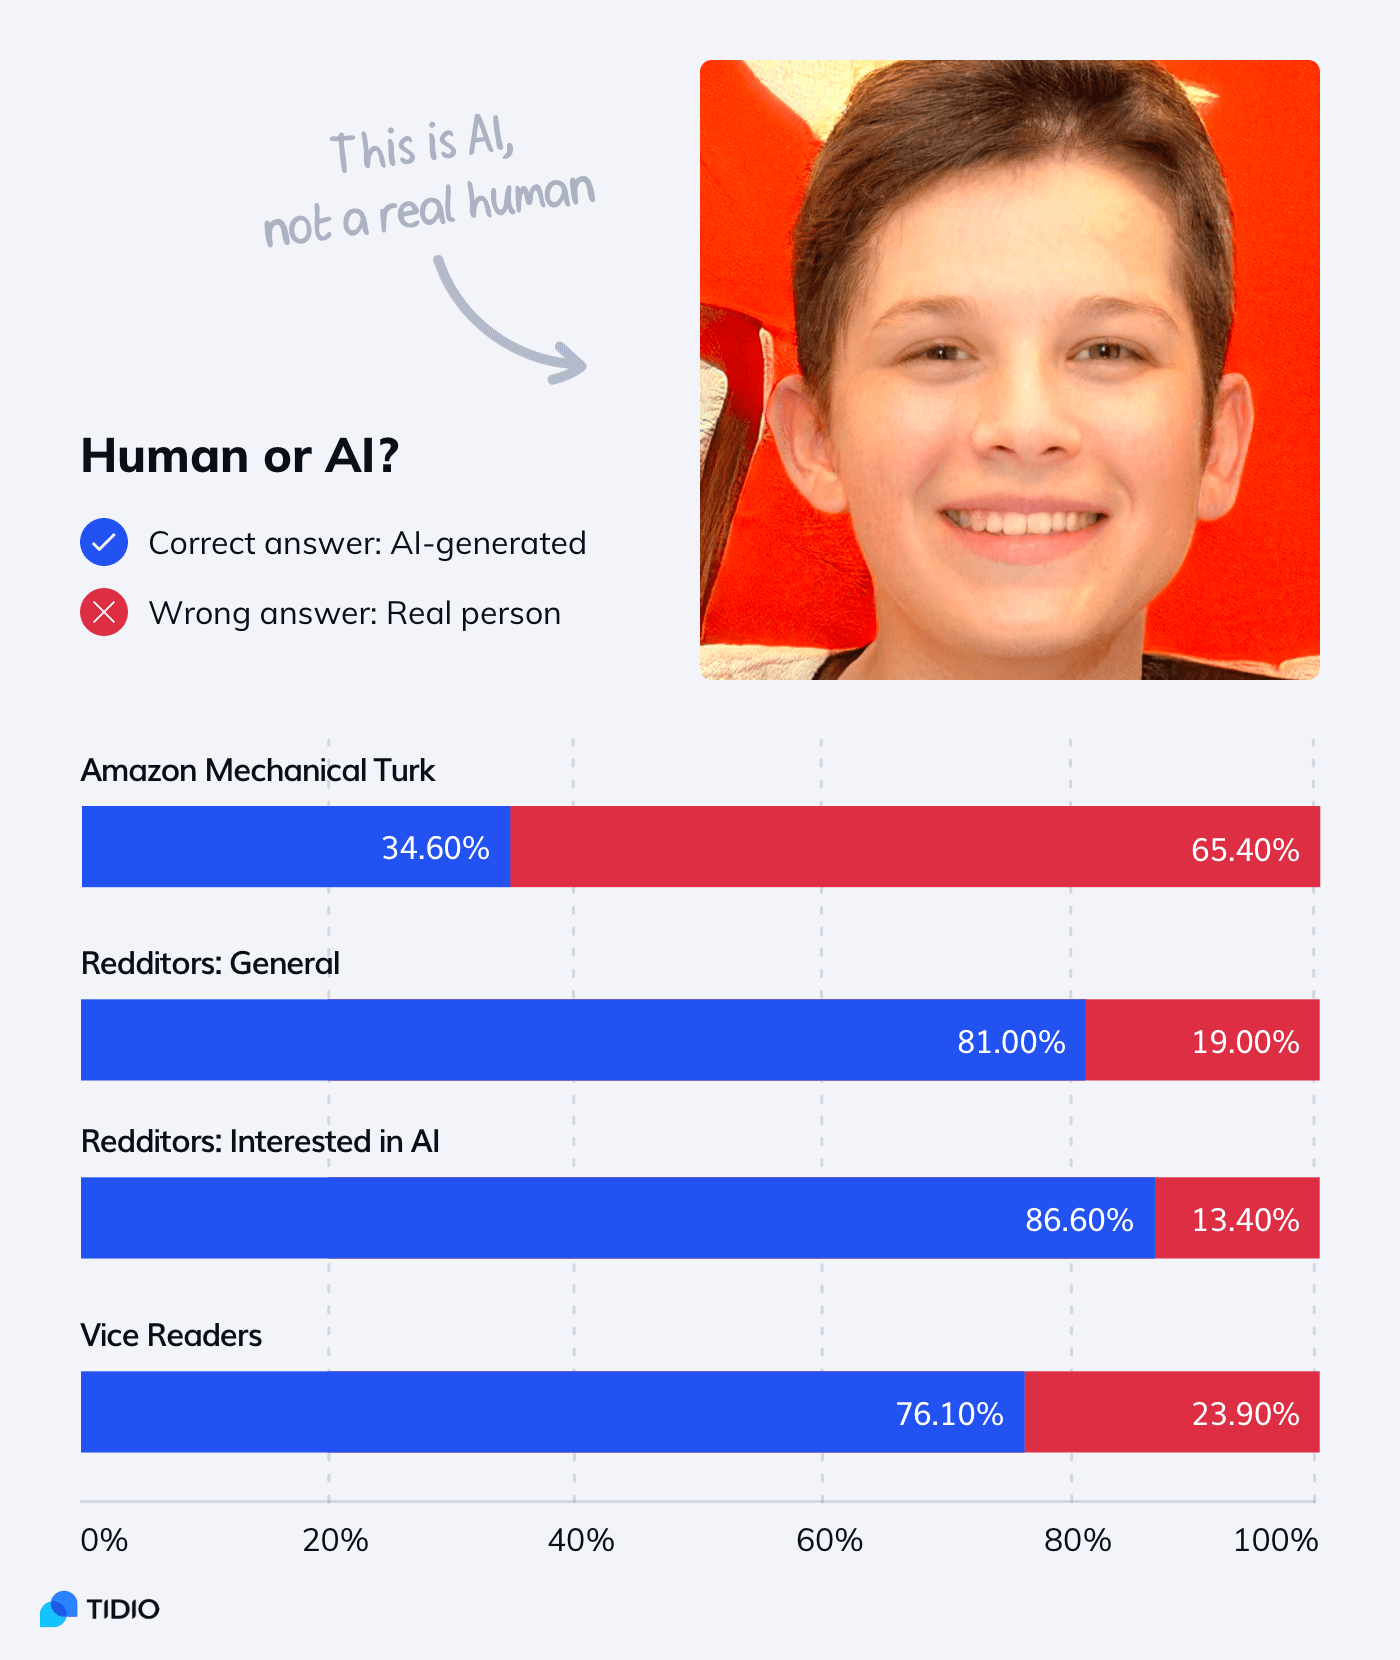 This is AI,
not a real human
Human or AI?
Correct answer: AI-generated
Wrong answer: Real person
Amazon Mechanical Turk
34.60% 65.40%
Redditors: General
81.00% 19.00%
Redditors: Interested in AI
86.60% 13.40%
Vice Readers
76.10% 23.90%
0% 20% 40% 60% 80% 100%
TIDIO